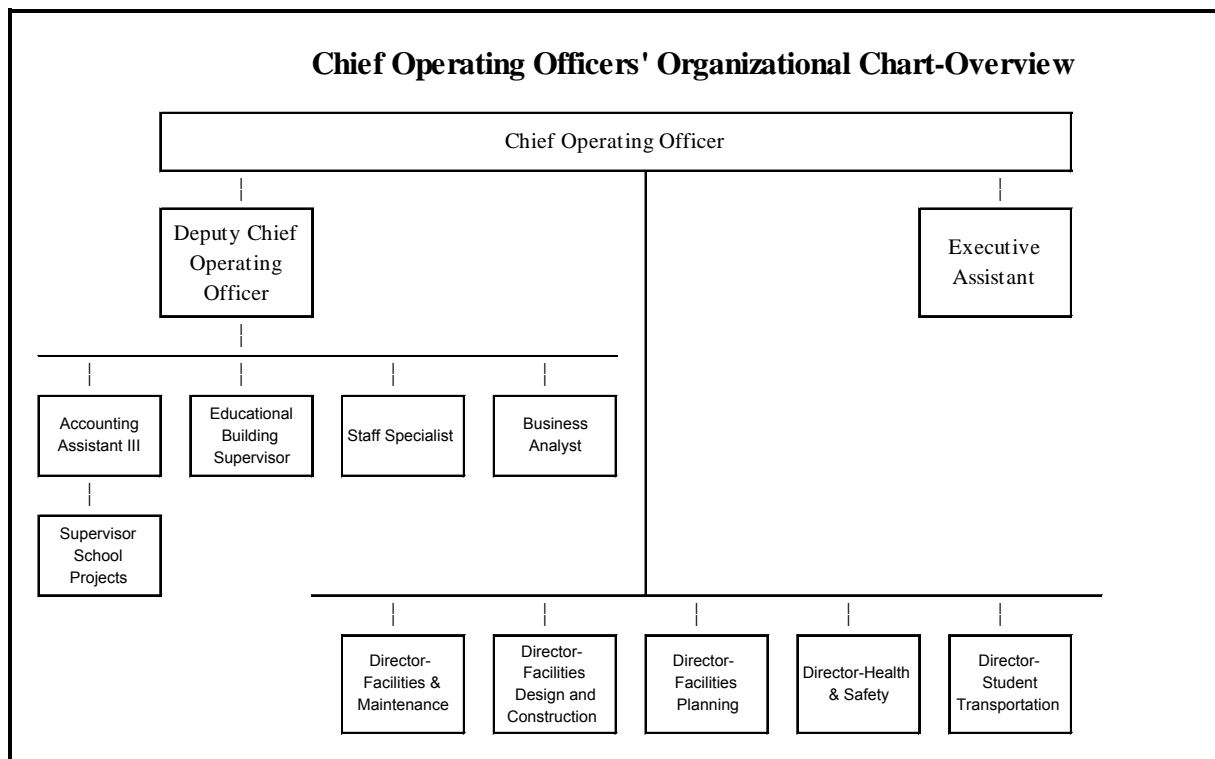 Chief Operating Officers' Organizational Chart-Overview
Chief Operating Officer
Deputy Chief
Operating
Officer
Executive
Assistant
Accounting
Assistant III
Educational
Building
Supervisor
Staff Specialist
Business
Analyst
Supervisor
School
Projects
Director-
Facilities &
Maintenance
Director-
Facilities
Design and
Construction
Director-
Facilities
Planning
Director-Health
& Safety
Director-
Student
Transportation